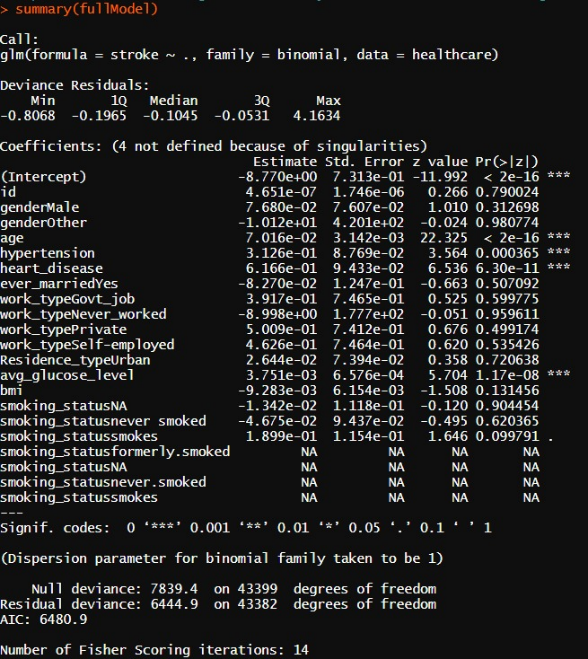 > summary(fullModel)
Call:
glm(formula = stroke ~ ., family = binomial, data = healthcare)
Deviance Residuals:
    Min       1Q   Median       3Q      Max
-0.8068  -0.1965  -0.1045  -0.0531   4.1634
Coefficients: (4 not defined because of singularities)
                              Estimate Std. Error z value Pr(>|z|)
(Intercept)                 -8.770e+00  7.313e-01 -11.992  < 2e-16 ***
id                           4.651e-07  1.746e-06   0.266 0.790024
genderMale                   7.680e-02  7.607e-02   1.010 0.312698
genderOther                 -1.012e+01  4.201e+02  -0.024 0.980774
age                          7.016e-02  3.142e-03  22.325  < 2e-16 ***
hypertension                 3.126e-01  8.769e-02   3.564 0.000365 ***
heart_disease                6.166e-01  9.433e-02   6.536 6.30e-11 ***
ever_marriedYes             -8.270e-02  1.247e-01  -0.663 0.507092
work_typeGovt_job            3.917e-01  7.465e-01   0.525 0.599775
work_typeNever_worked       -8.998e+00  1.777e+02  -0.051 0.959611
work_typePrivate             5.009e-01  7.412e-01   0.676 0.499174
work_typeSelf-employed       4.626e-01  7.464e-01   0.620 0.535426
Residence_typeUrban          2.644e-02  7.394e-02   0.358 0.720638
avg_glucose_level            3.751e-03  6.576e-04   5.704 1.17e-08 ***
bmi                         -9.283e-03  6.154e-03  -1.508 0.131456
smoking_statusNA            -1.342e-02  1.118e-01  -0.120 0.904454
smoking_statusnever smoked  -4.675e-02  9.437e-02  -0.495 0.620365
smoking_statussmokes         1.899e-01  1.154e-01   1.646 0.099791 .
smoking_statusformerly.smoked       NA         NA      NA       NA
smoking_statusNA                    NA         NA      NA       NA
smoking_statusnever.smoked          NA         NA      NA       NA
smoking_statussmokes                NA         NA      NA       NA
---
Signif. codes:  0 ‘***’ 0.001 ‘**’ 0.01 ‘*’ 0.05 ‘.’ 0.1 ‘ ’ 1
(Dispersion parameter for binomial family taken to be 1)
    Null deviance: 7839.4  on 43399  degrees of freedom
Residual deviance: 6444.9  on 43382  degrees of freedom
AIC: 6480.9
Number of Fisher Scoring iterations: 14